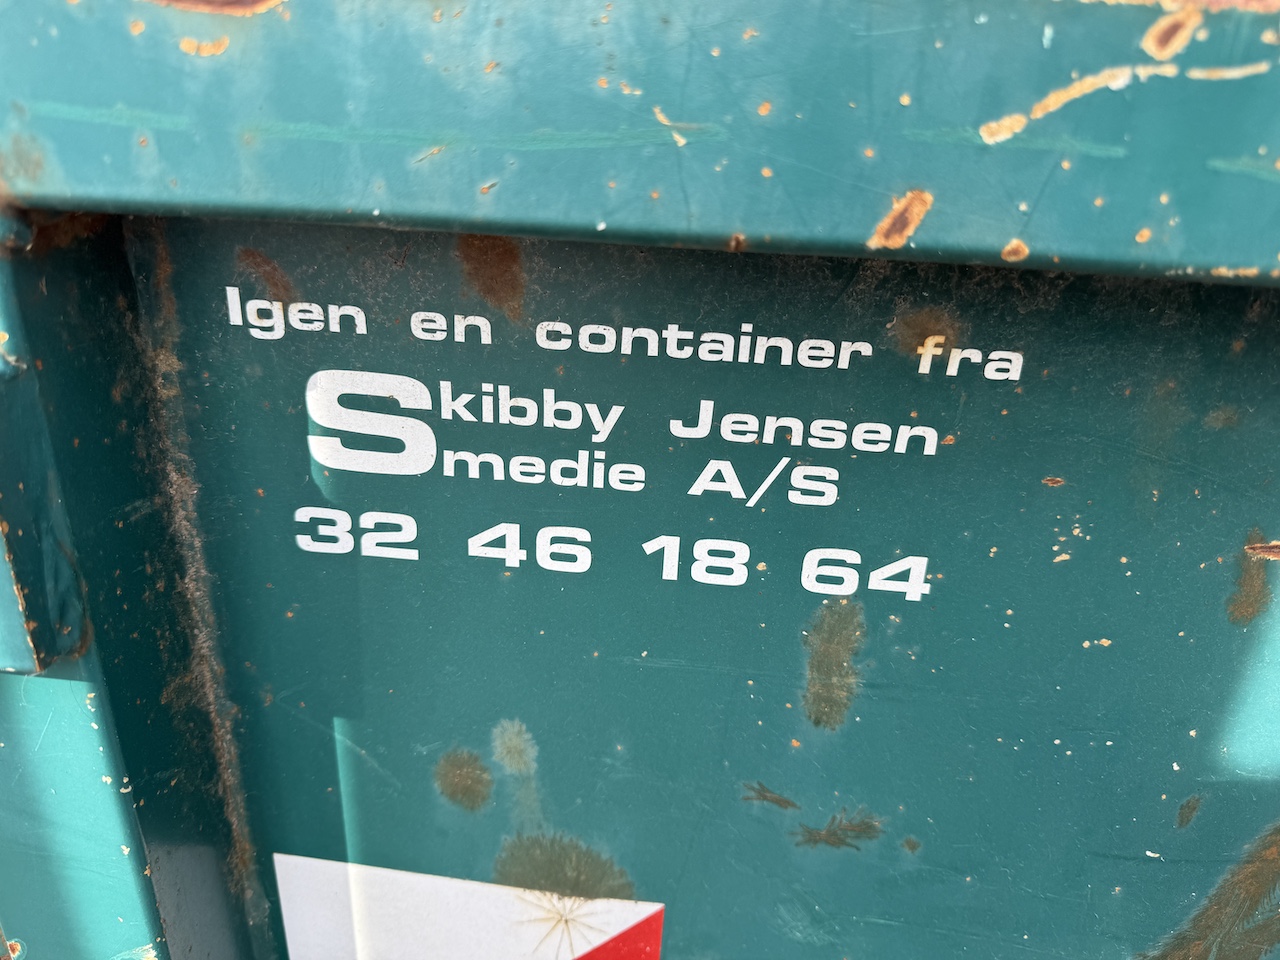 Igen en container fra
Skibby Jensen
Smedie A/S
32 46 18 64